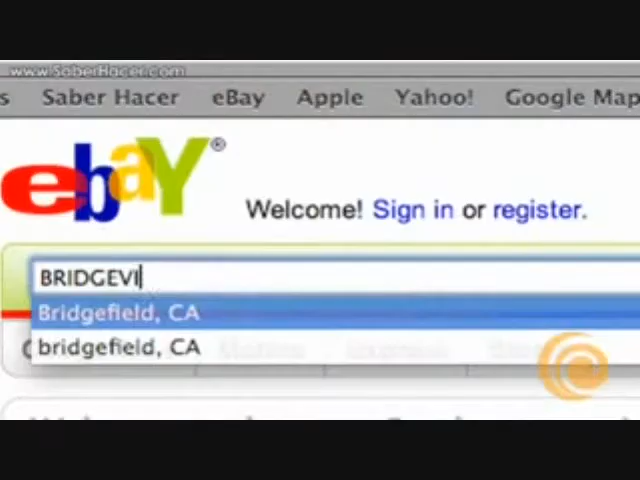 www.SaberHacer.com
s Saber Hacer eBay Apple Yahoo! Google Map
ebaY®
Welcome! Sign in or register.
BRIDGEVI
Bridgefield, CA
bridgefield, CA